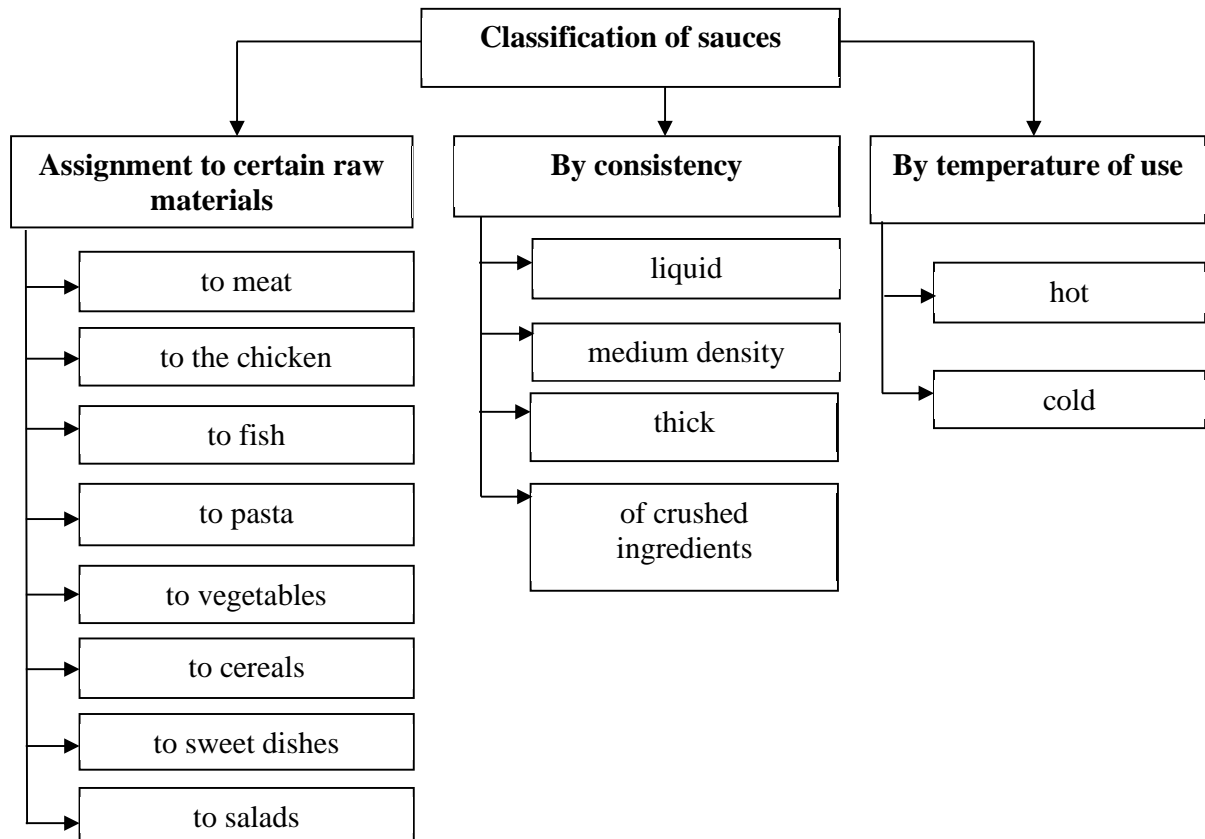 Classification of sauces
Assignment to certain raw
materials
to meat
to the chicken
to fish
to pasta
to vegetables
to cereals
to sweet dishes
to salads
By consistency
liquid
medium density
thick
of crushed
ingredients
By temperature of use
hot
cold